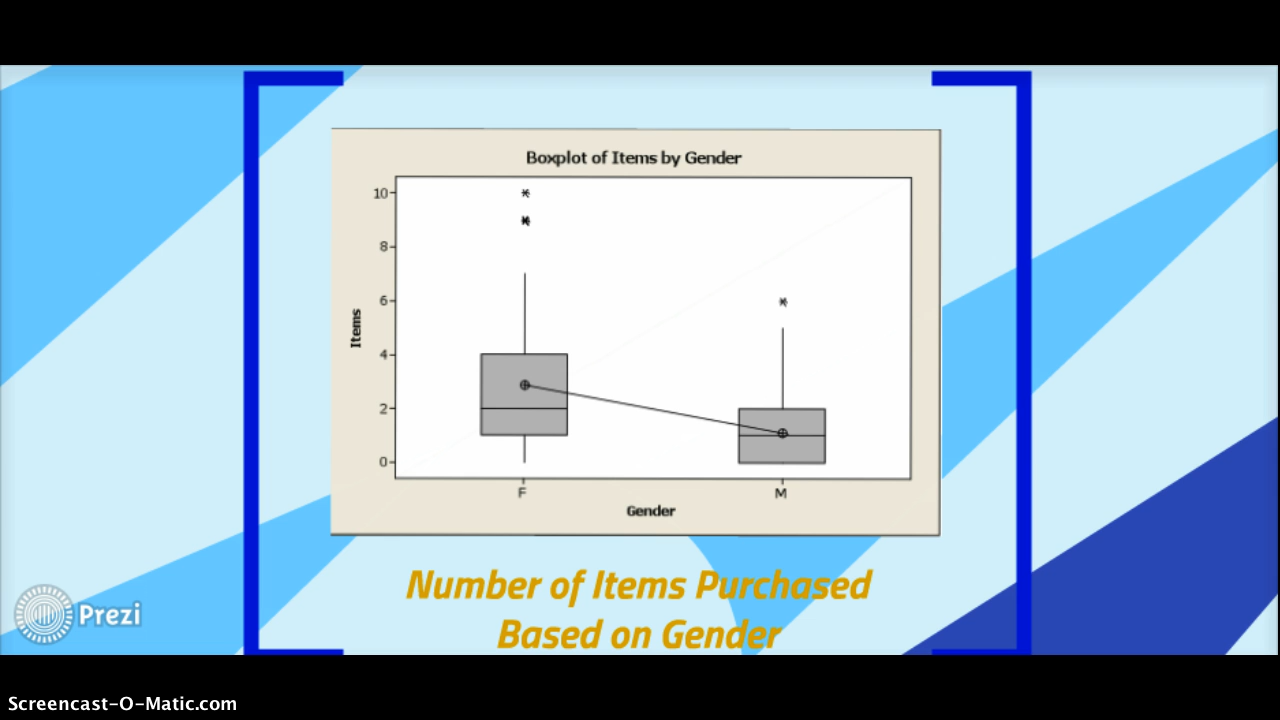 Boxplot of Items by Gender
10
8
6
4
2
0
Items
F M
Gender
Number of Items Purchased
Based on Gender
Prezi
Screencast-O-Matic.com